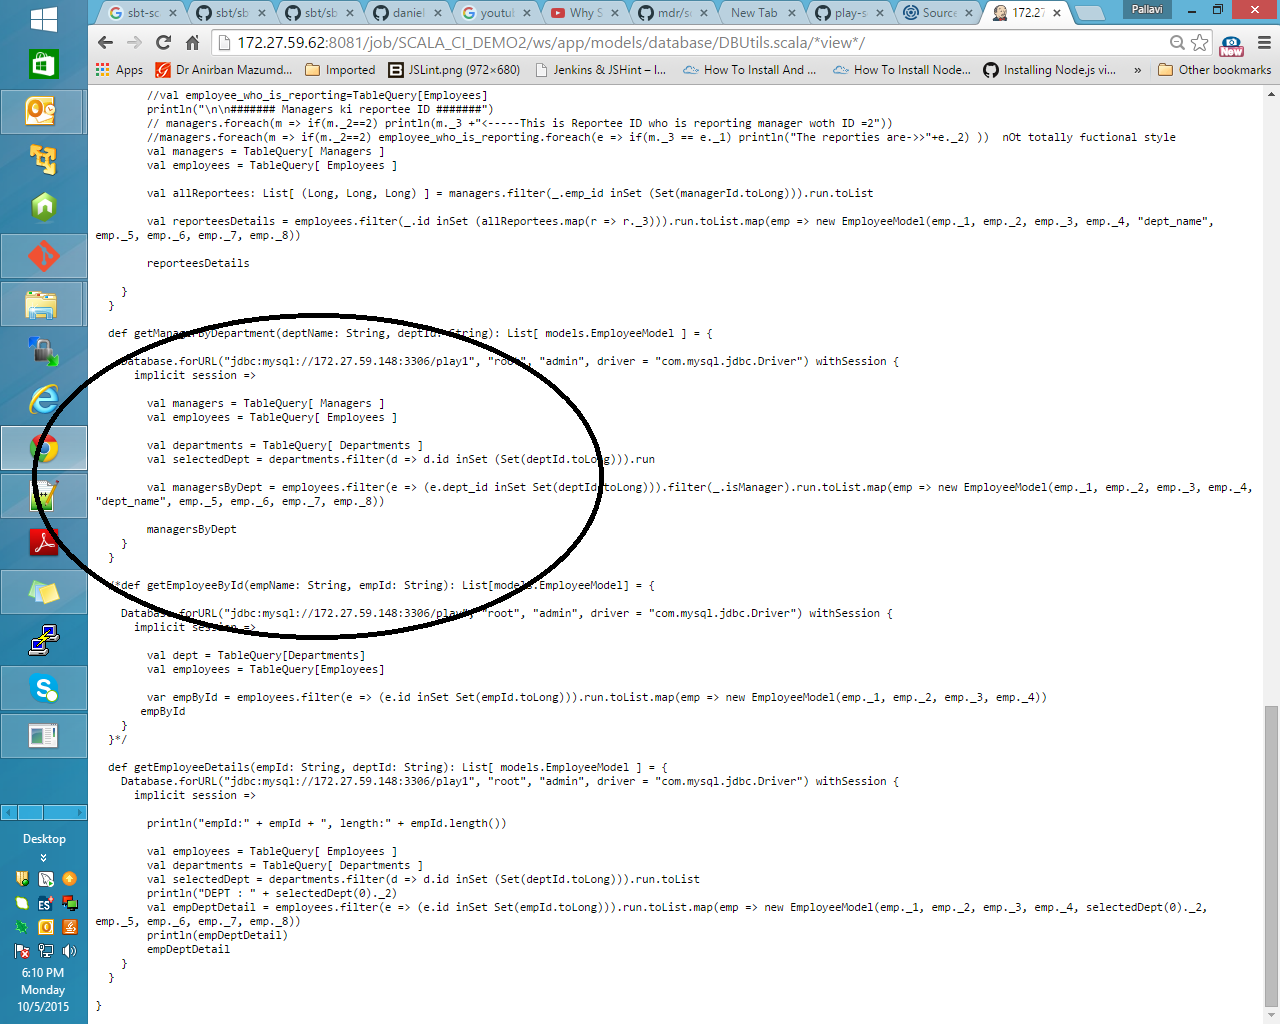 sbt-sc
sbt/sb
sbt/sb
daniel
youtub
Why S
mdr/sc
New Tab
play-s
Source
172.27
Pallavi
172.27.59.62:8081/job/SCALA_CI_DEMO2/ws/app/models/database/DBUtils.scala/*view*/
New
Apps
Dr Anirban Mazumd...
Imported
JSLint.png (972×680)
Jenkins & JSHint – I...
How To Install And ...
How To Install Node...
Installing Node.js vi...
»
Other bookmarks
//val employee_who_is_reporting=TableQuery[Employees]
println("\n\n####### Managers ki reportee ID #######")
// managers.foreach(m => if(m._2==2) println(m._3 +"<-----This is Reportee ID who is reporting manager woth ID =2"))
//managers.foreach(m => if(m._2==2) employee_who_is_reporting.foreach(e => if(m._3 == e._1) println("The reporties are->>"+e._2) ))  nOt totally fuctional style
val managers = TableQuery[ Managers ]
val employees = TableQuery[ Employees ]
val allReportees: List[ (Long, Long, Long) ] = managers.filter(_.emp_id inSet (Set(managerId.toLong))).run.toList
val reporteesDetails = employees.filter(_.id inSet (allReportees.map(r => r._3))).run.toList.map(emp => new EmployeeModel(emp._1, emp._2, emp._3, emp._4, "dept_name",
emp._5, emp._6, emp._7, emp._8))
reporteesDetails
}
}
def getManagerByDepartment(deptName: String, deptId: String): List[ models.EmployeeModel ] = {
Database.forURL("jdbc:mysql://172.27.59.148:3306/play1", "root", "admin", driver = "com.mysql.jdbc.Driver") withSession {
implicit session =>
val managers = TableQuery[ Managers ]
val employees = TableQuery[ Employees ]
val departments = TableQuery[ Departments ]
val selectedDept = departments.filter(d => d.id inSet (Set(deptId.toLong))).run
val managersByDept = employees.filter(e => (e.dept_id inSet Set(deptId.toLong))).filter(_.isManager).run.toList.map(emp => new EmployeeModel(emp._1, emp._2, emp._3, emp._4,
"dept_name", emp._5, emp._6, emp._7, emp._8))
managersByDept
}
}
/*def getEmployeeById(empName: String, empId: String): List[models.EmployeeModel] = {
Database.forURL("jdbc:mysql://172.27.59.148:3306/play", "root", "admin", driver = "com.mysql.jdbc.Driver") withSession {
implicit session =>
val dept = TableQuery[Departments]
val employees = TableQuery[Employees]
var empById = employees.filter(e => (e.id inSet Set(empId.toLong))).run.toList.map(emp => new EmployeeModel(emp._1, emp._2, emp._3, emp._4))
empById
}
}*/
def getEmployeeDetails(empId: String, deptId: String): List[ models.EmployeeModel ] = {
Database.forURL("jdbc:mysql://172.27.59.148:3306/play1", "root", "admin", driver = "com.mysql.jdbc.Driver") withSession {
implicit session =>
println("empId:" + empId + ", length:" + empId.length())
val employees = TableQuery[ Employees ]
val departments = TableQuery[ Departments ]
val selectedDept = departments.filter(d => d.id inSet (Set(deptId.toLong))).run.toList
println("DEPT : " + selectedDept(0)._2)
val empDeptDetail = employees.filter(e => (e.id inSet Set(empId.toLong))).run.toList.map(emp => new EmployeeModel(emp._1, emp._2, emp._3, emp._4, selectedDept(0)._2,
emp._5, emp._6, emp._7, emp._8))
println(empDeptDetail)
empDeptDetail
}
}
}
Desktop
6:10 PM
Monday
10/5/2015